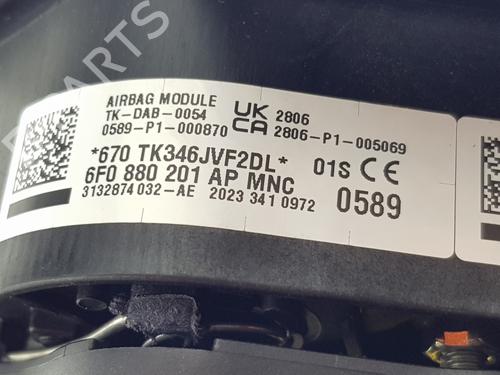 PARTS
AIRBAG MODULE
TK-DAB-0054
0589-P1-000870
UK
CA
2806
2806-P1-005069
*670 TK346JVF2DL* 01S CE
6F0 880 201 AP MNC
3132874 032-AE 2023 341 0972
0589